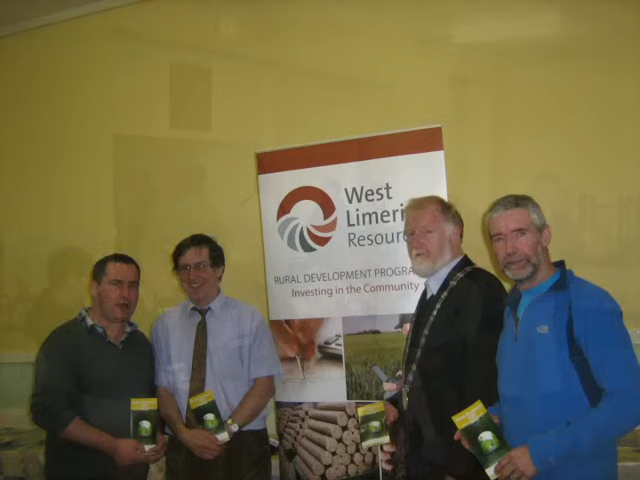 West
Limeri
Resour
RURAL DEVELOPMENT PROGRA
Investing in the Community